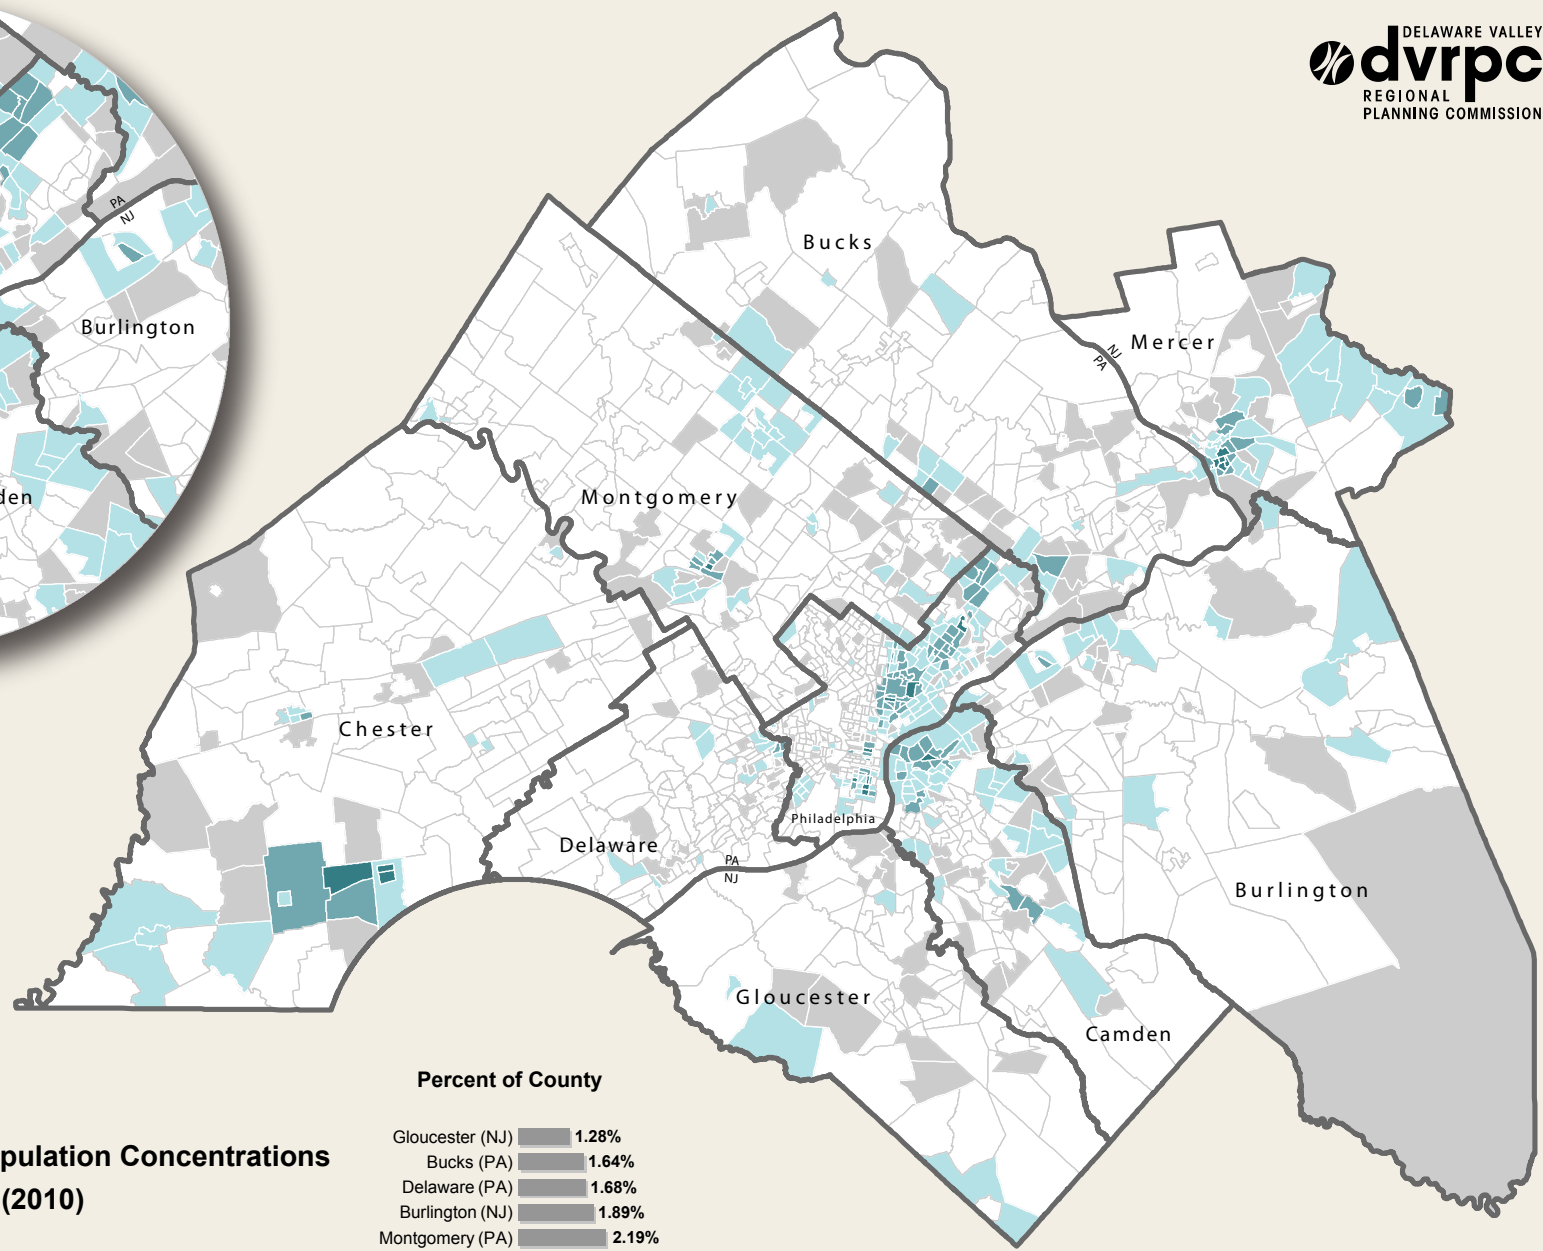 DELAWARE VALLEY
dvrpc
REGIONAL
PLANNING COMMISSION
PA
NJ
Burlington
den
Bucks
Mercer
NJ
PA
Montgomery
Chester
Philadelphia
Delaware
PA
NJ
Burlington
Gloucester
Camden
Percent of County
Gloucester (NJ) 1.28%
Bucks (PA) 1.64%
Delaware (PA) 1.68%
Burlington (NJ) 1.89%
Montgomery (PA) 2.19%
pulation Concentrations
(2010)